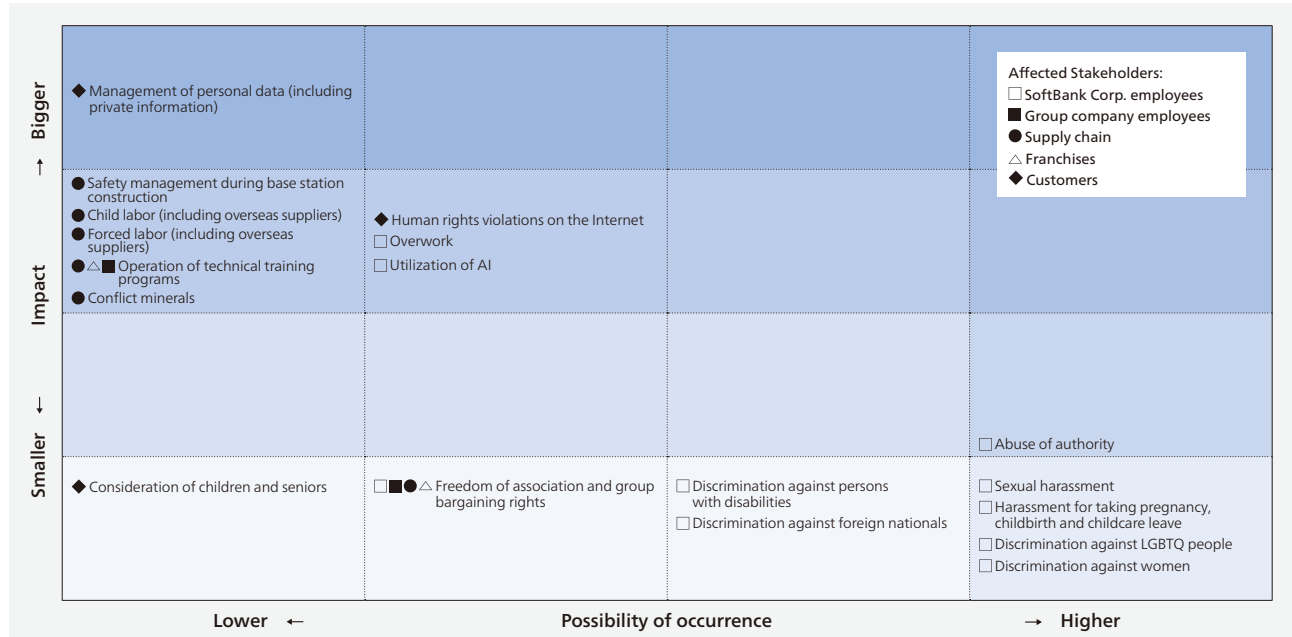 Bigger
→
Impact
←
Smaller
◆ Management of personal data (including
private information)
● Safety management during base station
construction
● Child labor (including overseas suppliers)
● Forced labor (including overseas
suppliers)
●△■ Operation of technical training
programs
● Conflict minerals
◆ Human rights violations on the Internet
□ Overwork
□ Utilization of AI
Affected Stakeholders:
□ SoftBank Corp. employees
■ Group company employees
● Supply chain
△ Franchises
◆ Customers
□ Abuse of authority
◆ Consideration of children and seniors
□■●△ Freedom of association and group
bargaining rights
□ Discrimination against persons
with disabilities
□ Discrimination against foreign nationals
□ Sexual harassment
□ Harassment for taking pregnancy,
childbirth and childcare leave
□ Discrimination against LGBTQ people
□ Discrimination against women
Lower ← Possibility of occurrence → Higher